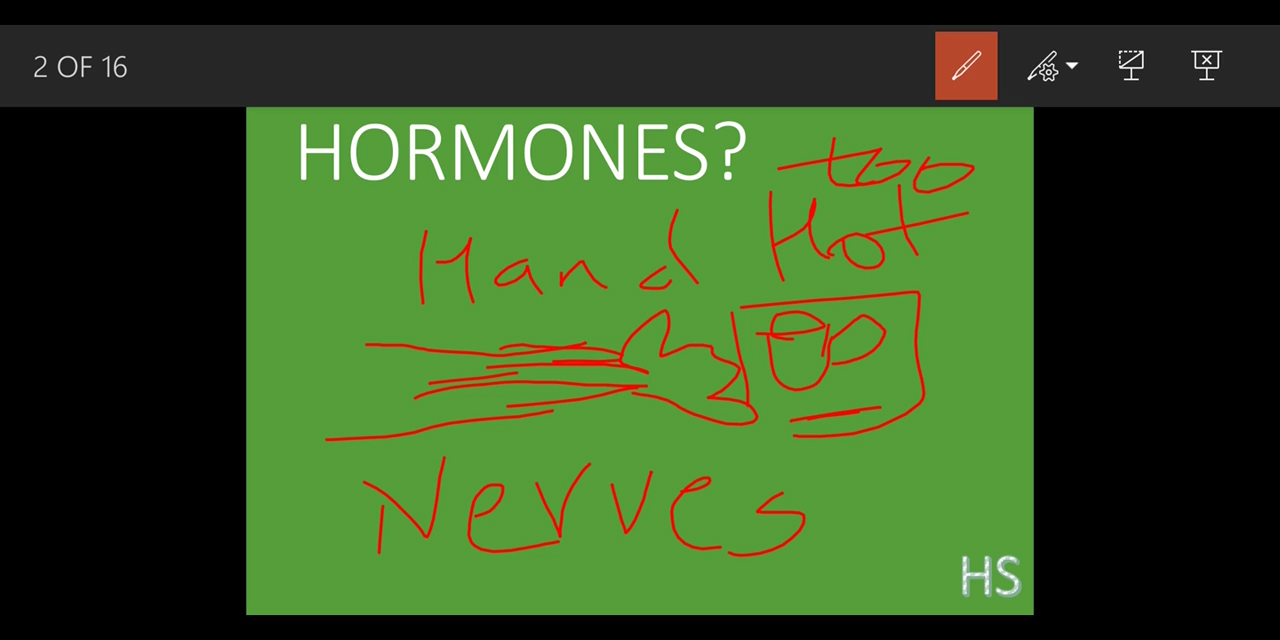 2 OF 16
HORMONES?
too
Hot
Hand
Nerves
HS